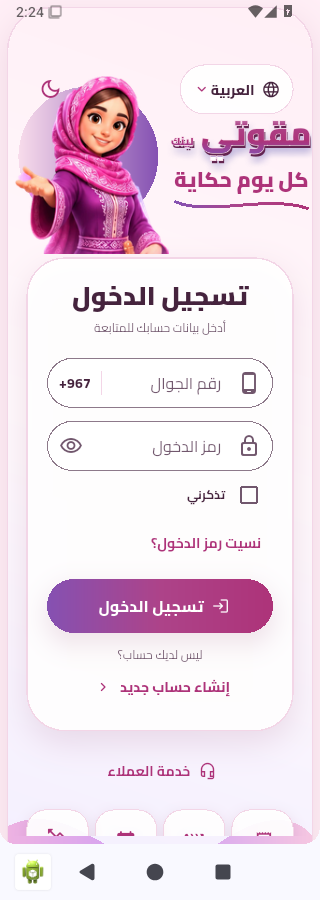 2:24
العربية
مقوتي ليتك
كل يوم حكاية
تسجيل الدخول
أدخل بيانات حسابك للمتابعة
رقم الجوال
+967
رمز الدخول
تذكرني
نسيت رمز الدخول؟
تسجيل الدخول
ليس لديك حساب؟
إنشاء حساب جديد
خدمة العملاء